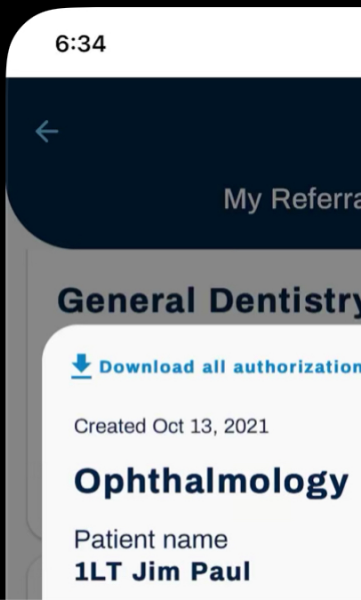 6:34
My Referra
General Dentistry
Download all authorization
Created Oct 13, 2021
Ophthalmology
Patient name
1LT Jim Paul